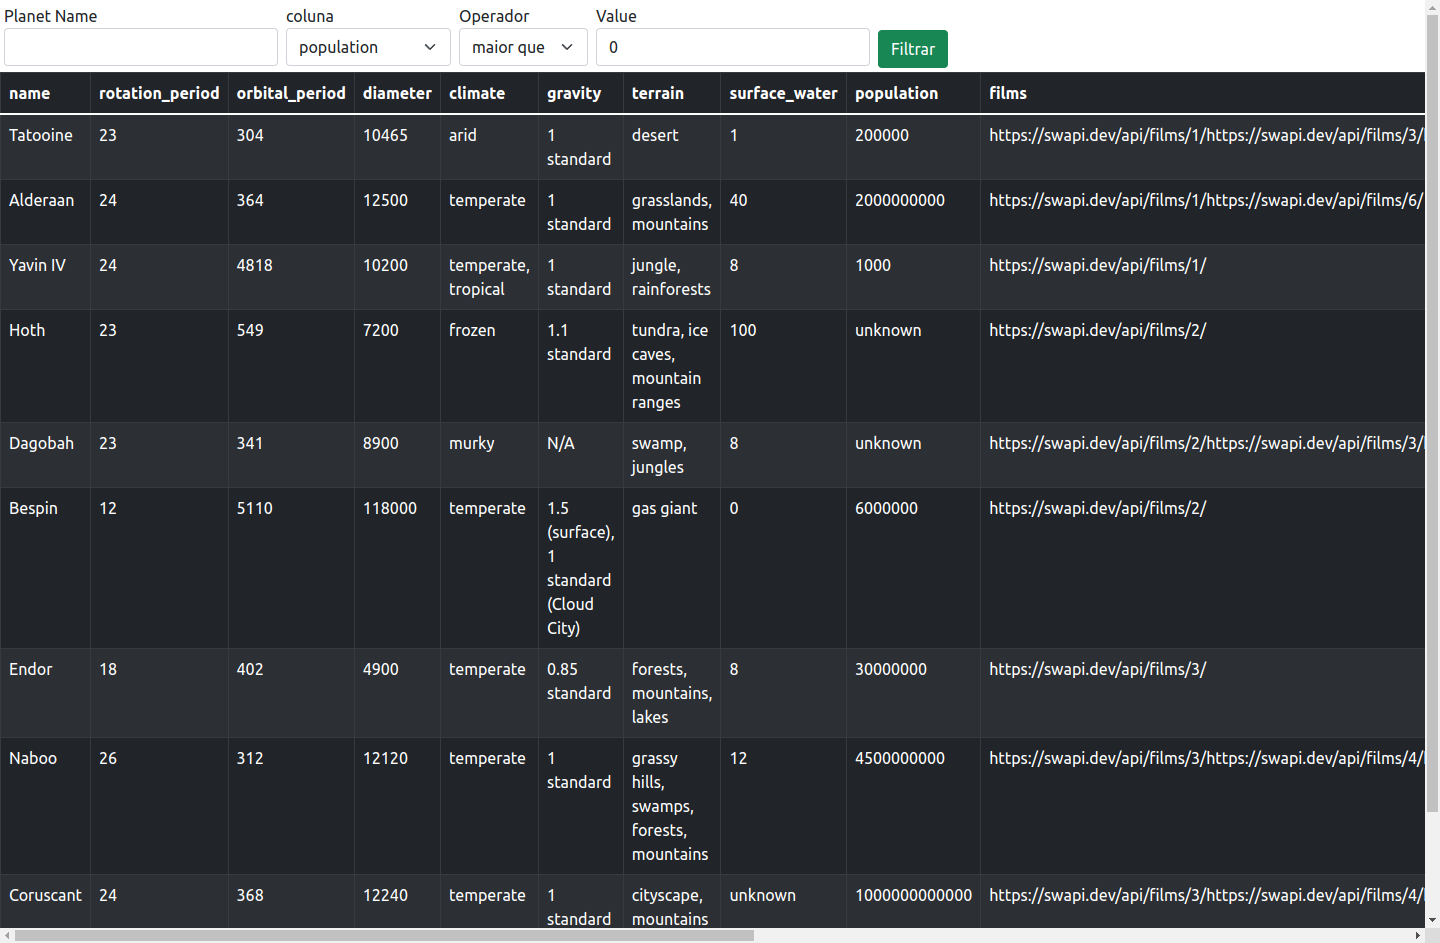 Planet Name coluna Operador Value
population maior que 0 Filtrar
name rotation_period orbital_period diameter climate gravity terrain surface_water population films
Tatooine 23 304 10465 arid 1 standard desert 1 200000 https://swapi.dev/api/films/1/https://swapi.dev/api/films/3/
Alderaan 24 364 12500 temperate 1 standard grasslands, mountains 40 2000000000 https://swapi.dev/api/films/1/https://swapi.dev/api/films/6/
Yavin IV 24 4818 10200 temperate, tropical 1 standard jungle, rainforests 8 1000 https://swapi.dev/api/films/1/
Hoth 23 549 7200 frozen 1.1 standard tundra, ice caves, mountain ranges 100 unknown https://swapi.dev/api/films/2/
Dagobah 23 341 8900 murky N/A swamp, jungles 8 unknown https://swapi.dev/api/films/2/https://swapi.dev/api/films/3/
Bespin 12 5110 118000 temperate 1.5 (surface), 1 standard (Cloud City) gas giant 0 6000000 https://swapi.dev/api/films/2/
Endor 18 402 4900 temperate 0.85 standard forests, mountains, lakes 8 30000000 https://swapi.dev/api/films/3/
Naboo 26 312 12120 temperate 1 standard grassy hills, swamps, forests, mountains 12 4500000000 https://swapi.dev/api/films/3/https://swapi.dev/api/films/4/
Coruscant 24 368 12240 temperate 1 standard cityscape, mountains unknown 1000000000000 https://swapi.dev/api/films/3/https://swapi.dev/api/films/4/